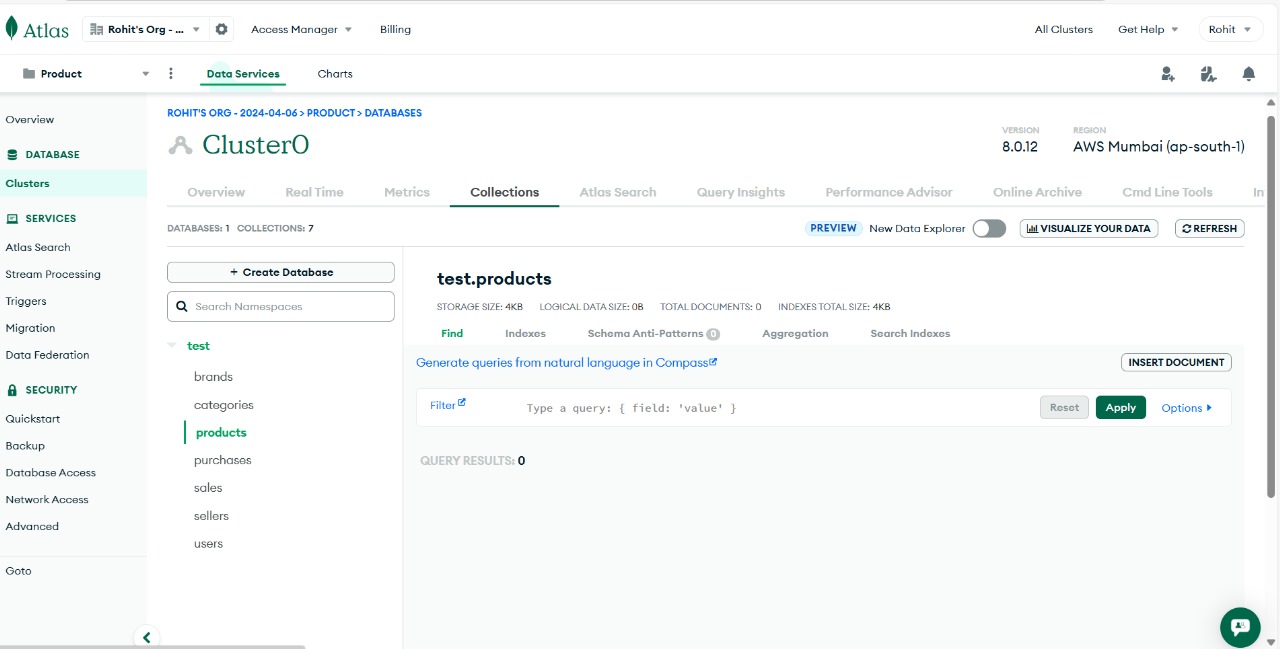 Atlas
Rohit's Org - ...
Access Manager
Billing
All Clusters
Get Help
Rohit
Product
Data Services
Charts
Overview
DATABASE
Clusters
SERVICES
Atlas Search
Stream Processing
Triggers
Migration
Data Federation
SECURITY
Quickstart
Backup
Database Access
Network Access
Advanced
Goto
ROHIT'S ORG - 2024-04-06 > PRODUCT > DATABASES
Cluster0
VERSION
8.0.12
REGION
AWS Mumbai (ap-south-1)
Overview
Real Time
Metrics
Collections
Atlas Search
Query Insights
Performance Advisor
Online Archive
Cmd Line Tools
In
DATABASES: 1 COLLECTIONS: 7
PREVIEW New Data Explorer
VISUALIZE YOUR DATA
REFRESH
+ Create Database
Search Namespaces
test
brands
categories
products
purchases
sales
sellers
users
test.products
STORAGE SIZE: 4KB LOGICAL DATA SIZE: 0B TOTAL DOCUMENTS: 0 INDEXES TOTAL SIZE: 4KB
Find
Indexes
Schema Anti-Patterns 0
Aggregation
Search Indexes
Generate queries from natural language in Compass
INSERT DOCUMENT
Filter
Type a query: { field: 'value' }
Reset
Apply
Options
QUERY RESULTS: 0